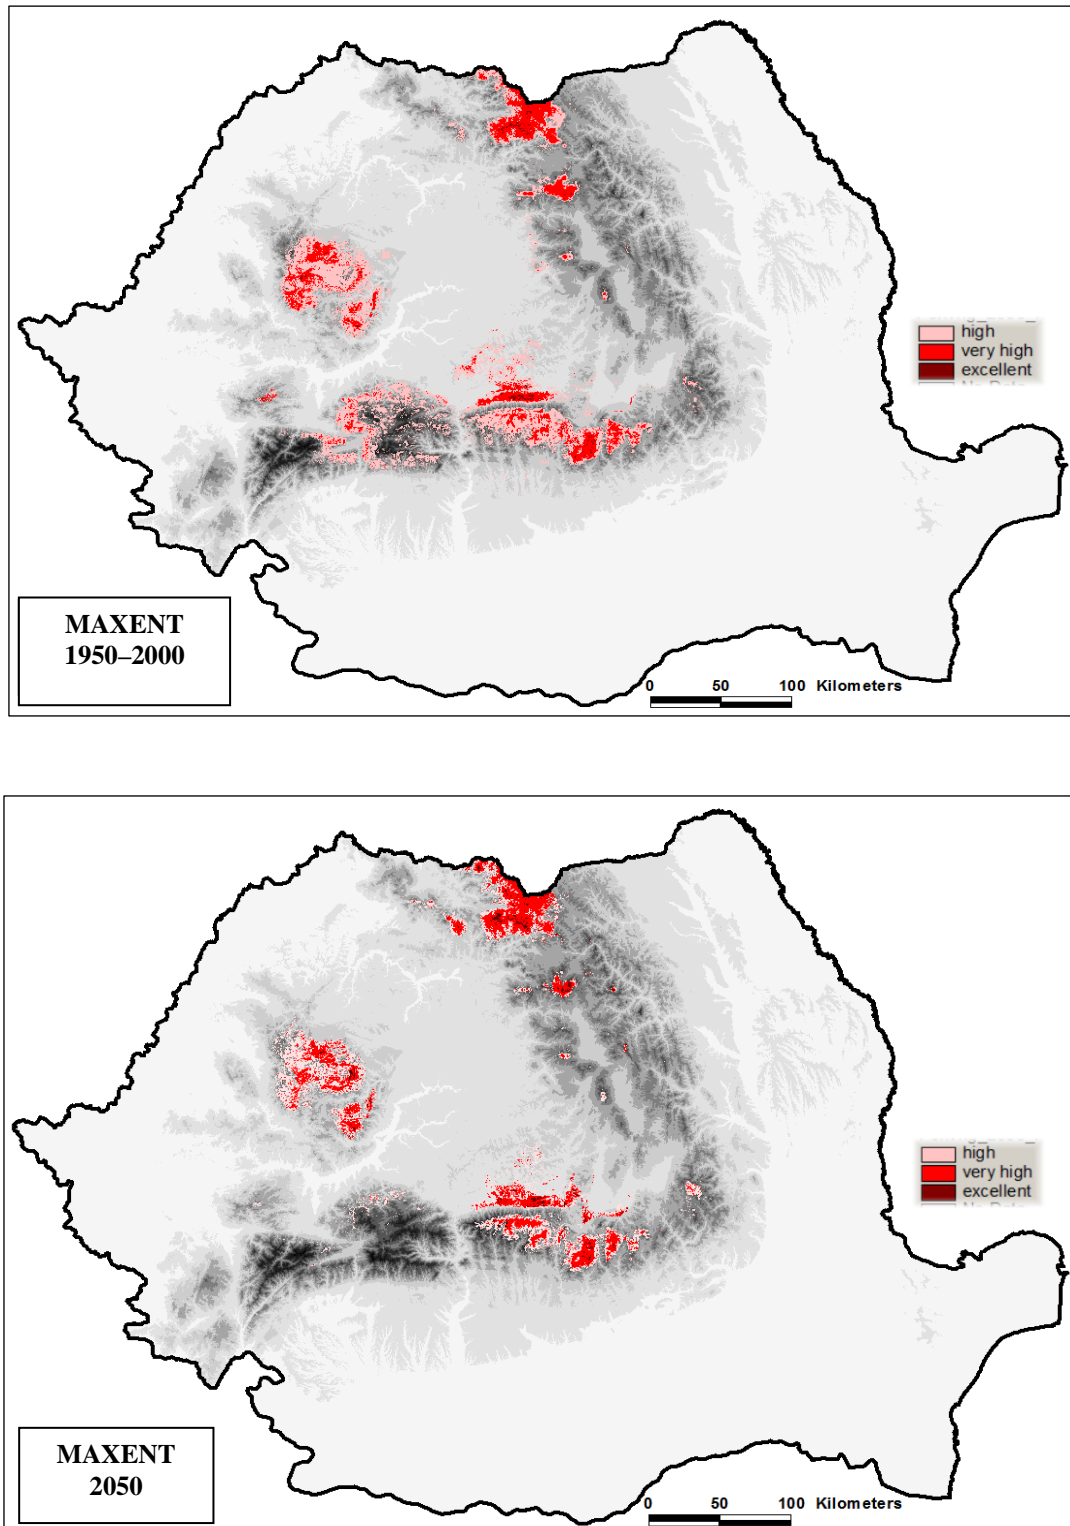 high
very high
excellent
MAXENT
1950–2000
0 50 100 Kilometers
high
very high
excellent
MAXENT
2050
0 50 100 Kilometers